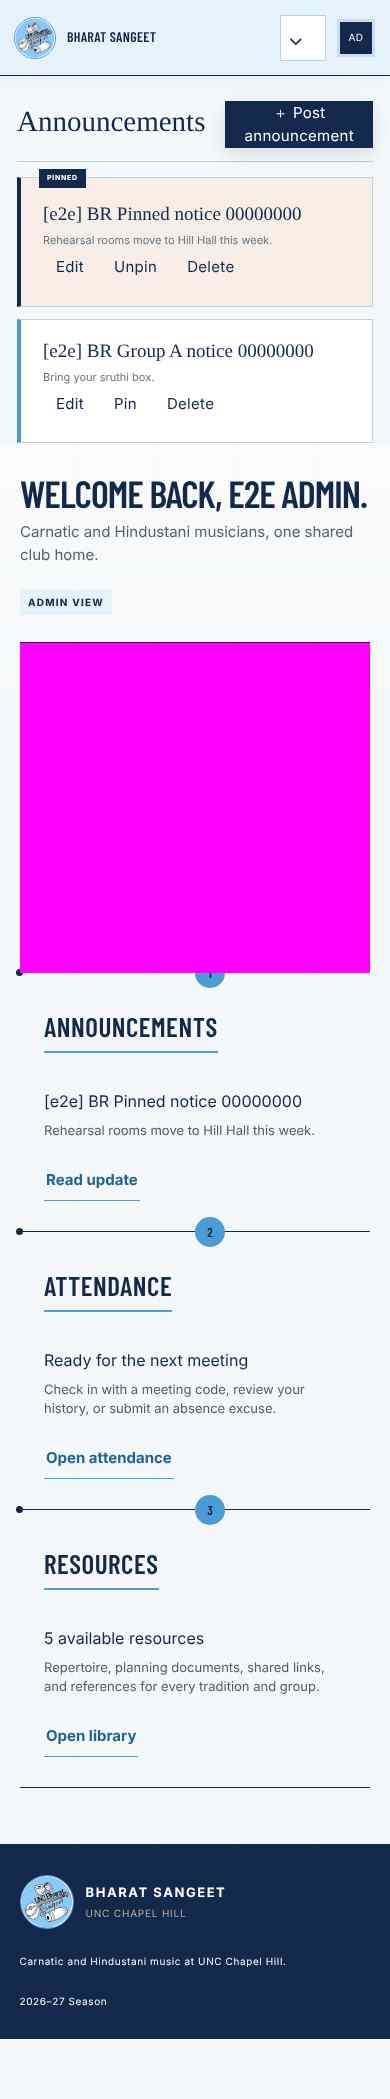 BHARAT SANGEET
AD
Announcements
+ Post
announcement
PINNED
[e2e] BR Pinned notice 00000000
Rehearsal rooms move to Hill Hall this week.
Edit Unpin Delete
[e2e] BR Group A notice 00000000
Bring your sruthi box.
Edit Pin Delete
WELCOME BACK, E2E ADMIN.
Carnatic and Hindustani musicians, one shared
club home.
ADMIN VIEW
ANNOUNCEMENTS
[e2e] BR Pinned notice 00000000
Rehearsal rooms move to Hill Hall this week.
Read update
2
ATTENDANCE
Ready for the next meeting
Check in with a meeting code, review your
history, or submit an absence excuse.
Open attendance
3
RESOURCES
5 available resources
Repertoire, planning documents, shared links,
and references for every tradition and group.
Open library
BHARAT SANGEET
UNC CHAPEL HILL
Carnatic and Hindustani music at UNC Chapel Hill.
2026–27 Season